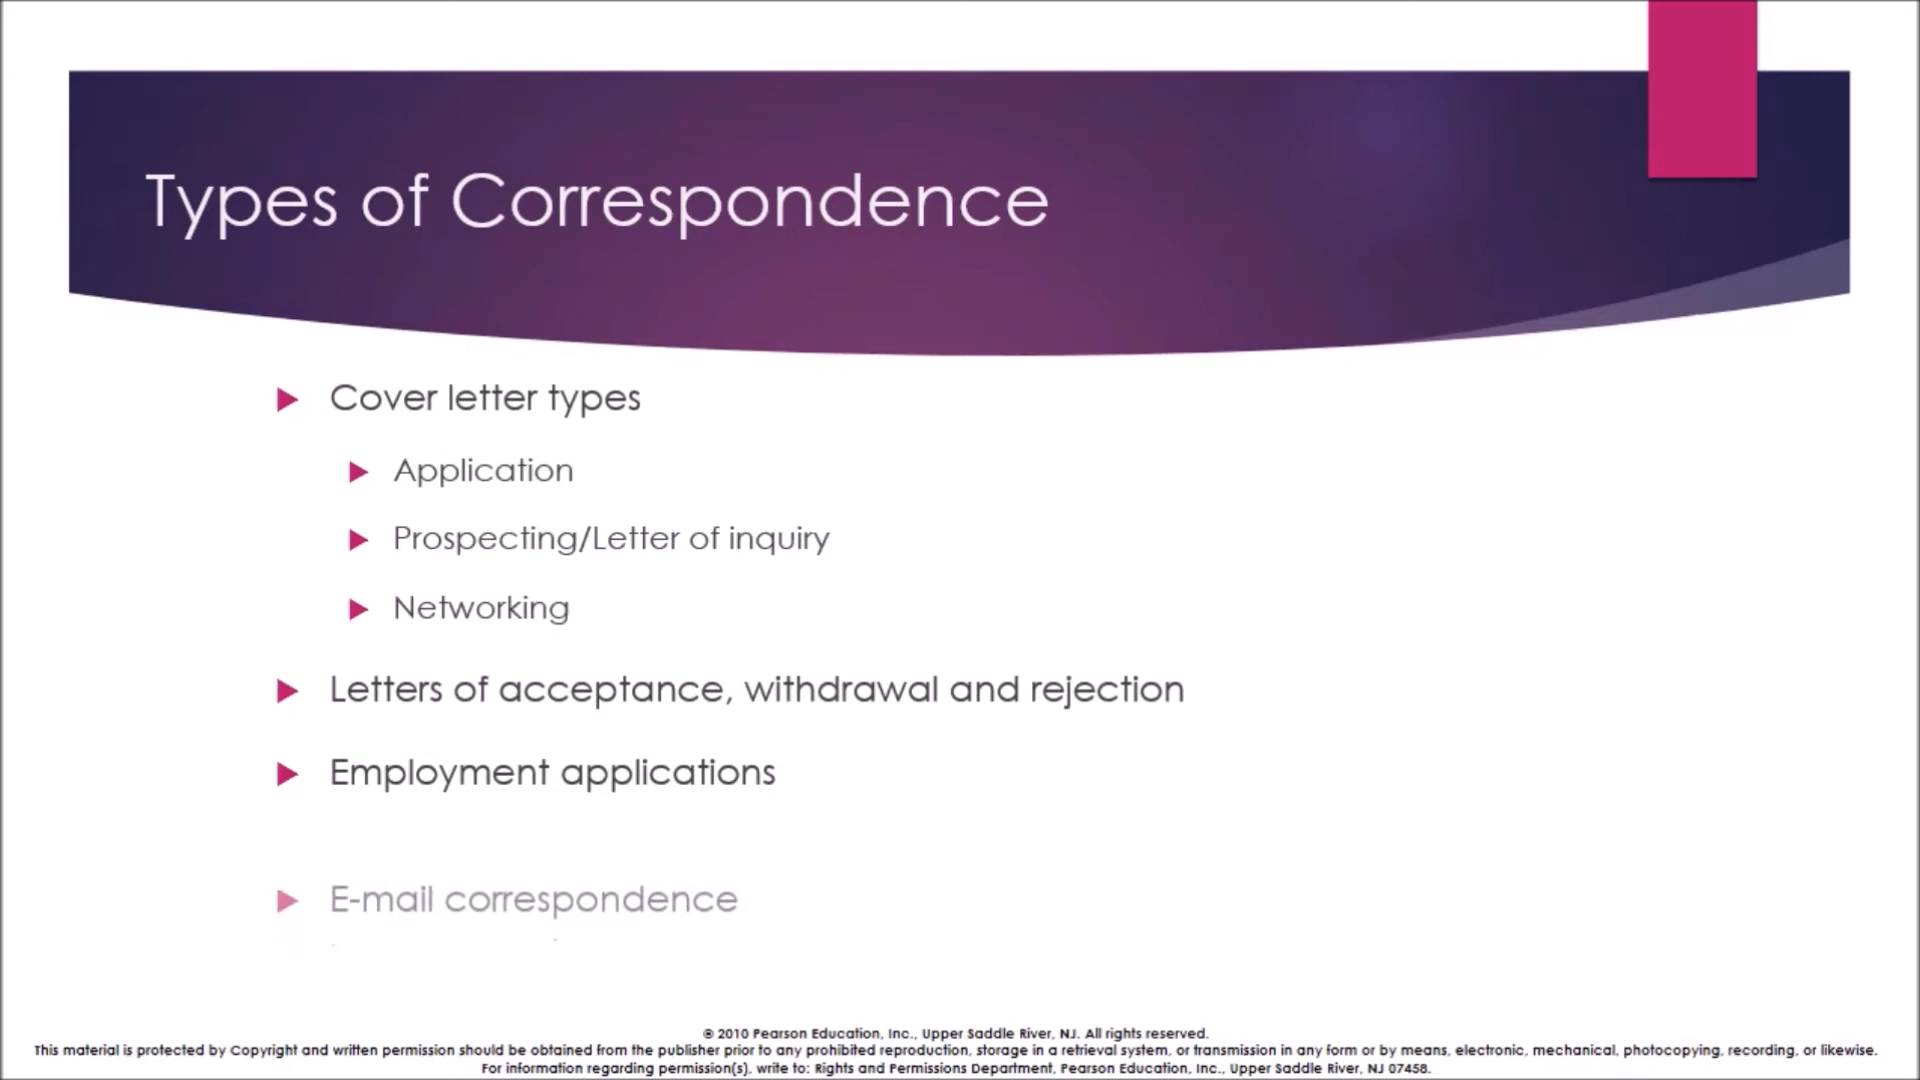 Types of Correspondence
Cover letter types
Application
Prospecting/Letter of inquiry
Networking
Letters of acceptance, withdrawal and rejection
Employment applications
E-mail correspondence
© 2010 Pearson Education, Inc., Upper Saddle River, NJ. All rights reserved.
This material is protected by Copyright and written permission should be obtained from the publisher prior to any prohibited reproduction, storage in a retrieval system, or transmission in any form or by means, electronic, mechanical, photocopying, recording, or likewise.
For information regarding permission(s), write to: Rights and Permissions Department, Pearson Education, Inc., Upper Saddle River, NJ 07458.